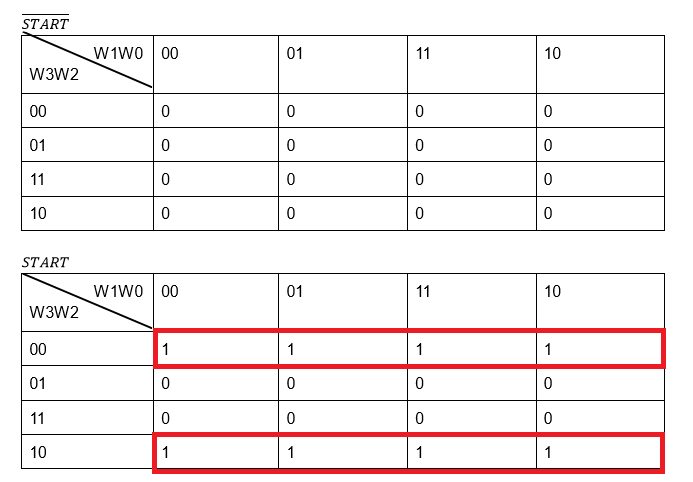 START
W1W0 00 01 11 10
W3W2
00 0 0 0 0
01 0 0 0 0
11 0 0 0 0
10 0 0 0 0
START
W1W0 00 01 11 10
W3W2
00 1 1 1 1
01 0 0 0 0
11 0 0 0 0
10 1 1 1 1